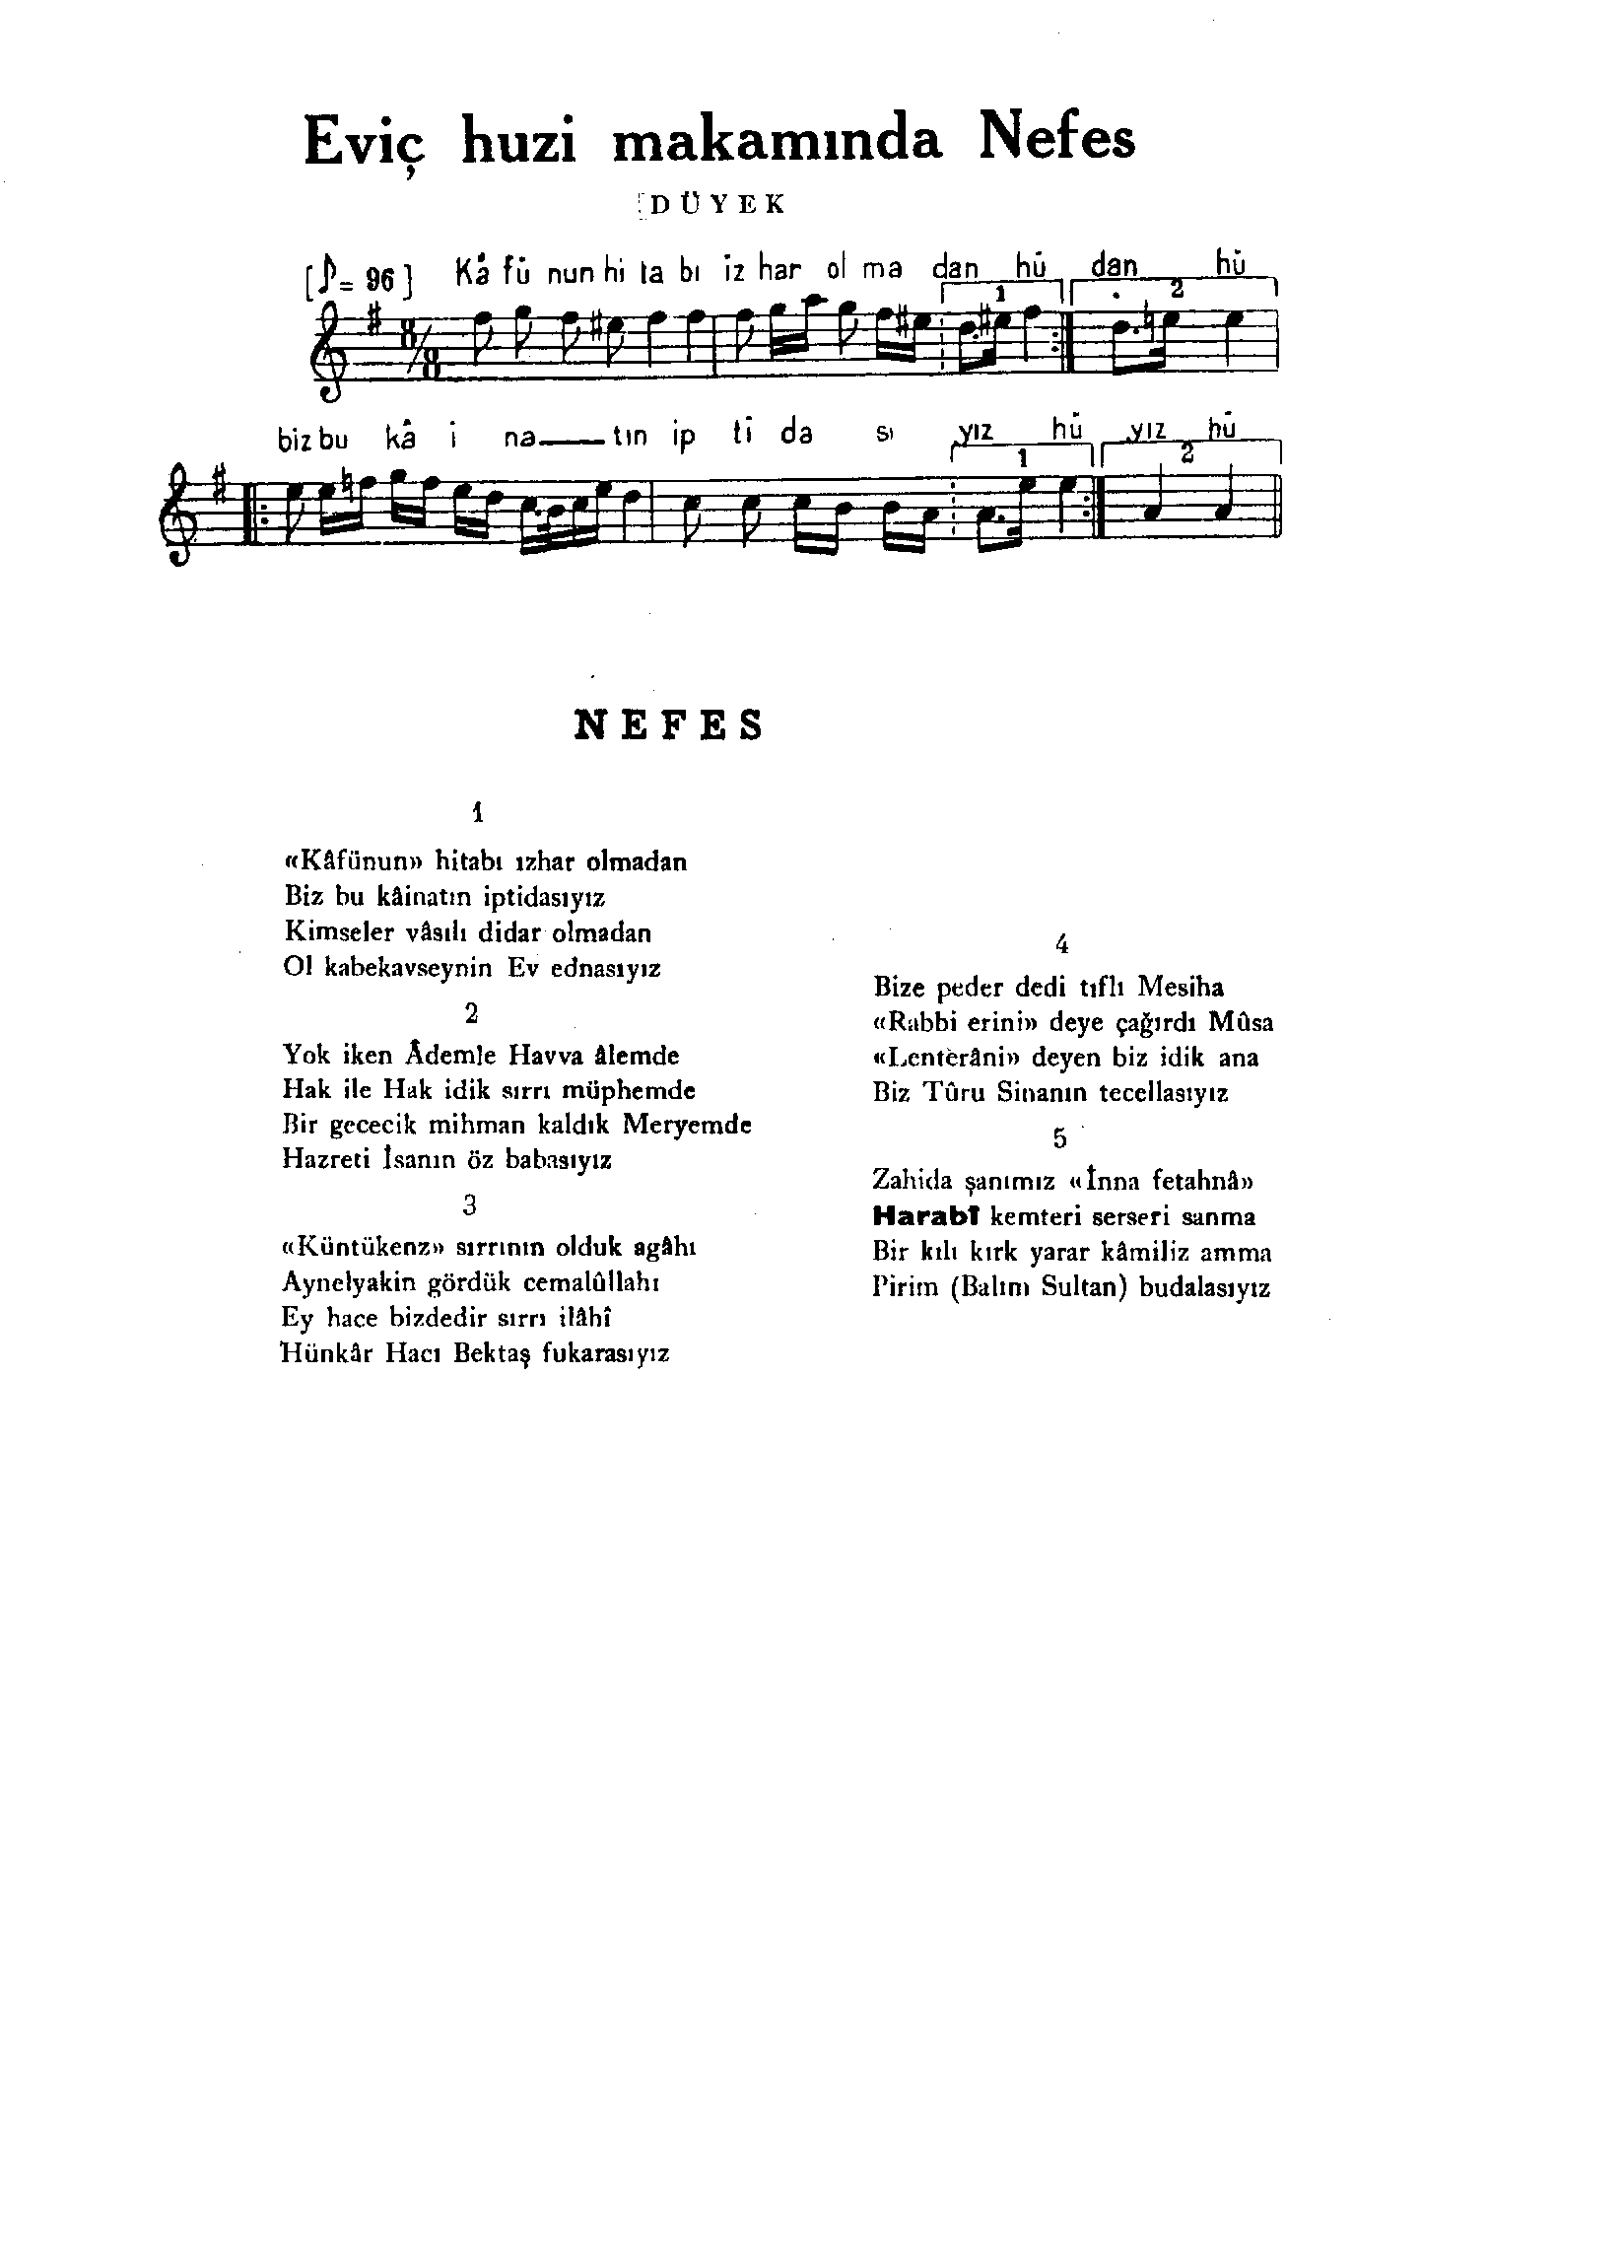 Eviç huzi makamında Nefes
DÜYEK
[♪= 96] Kâ fü nun hi ta bı iz har ol ma dan hü dan hü
1 2
8/8
biz bu kâ i na tın ip ti da sı yız hü yız hü
1 2
NEFES
1
«Kâfünun» hitabı ızhar olmadan
Biz bu kâinatın iptidasıyız
Kimseler vâsılı didar olmadan
Ol kabekavseynin Ev ednasıyız
2
Yok iken Âdemle Havva âlemde
Hak ile Hak idik sırrı müphemde
Bir gececik mihman kaldık Meryemde
Hazreti İsanın öz babasıyız
3
«Küntükenz» sırrının olduk agâhı
Aynelyakin gördük cemalûllahı
Ey hace bizdedir sırrı ilâhî
Hünkâr Hacı Bektaş fukarasıyız
4
Bize peder dedi tıflı Mesiha
«Rabbi erini» deye çağırdı Mûsa
«Lenterâni» deyen biz idik ana
Biz Tûru Sinanın tecellasıyız
5
Zahida şanımız «İnna fetahnâ»
Harabî kemteri serseri sanma
Bir kılı kırk yarar kâmiliz amma
Pirim (Balım Sultan) budalasıyız